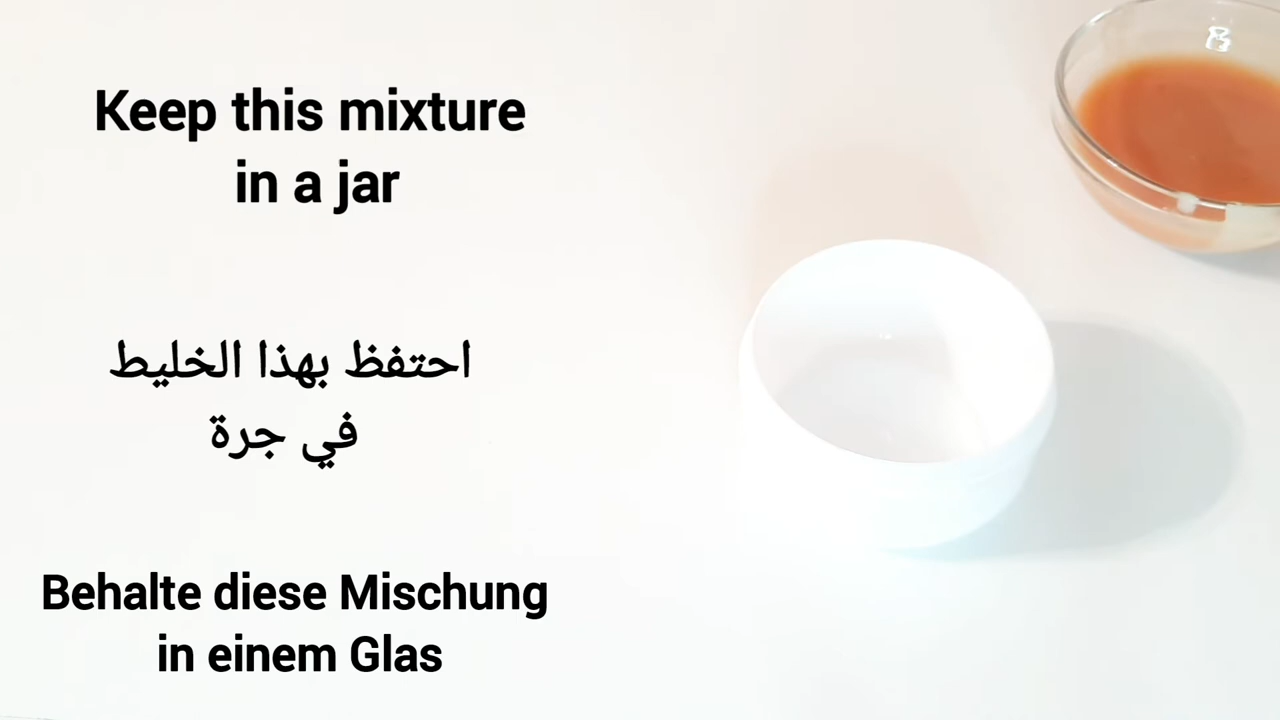 Keep this mixture
in a jar
احتفظ بهذا الخليط
في جرة
Behalte diese Mischung
in einem Glas